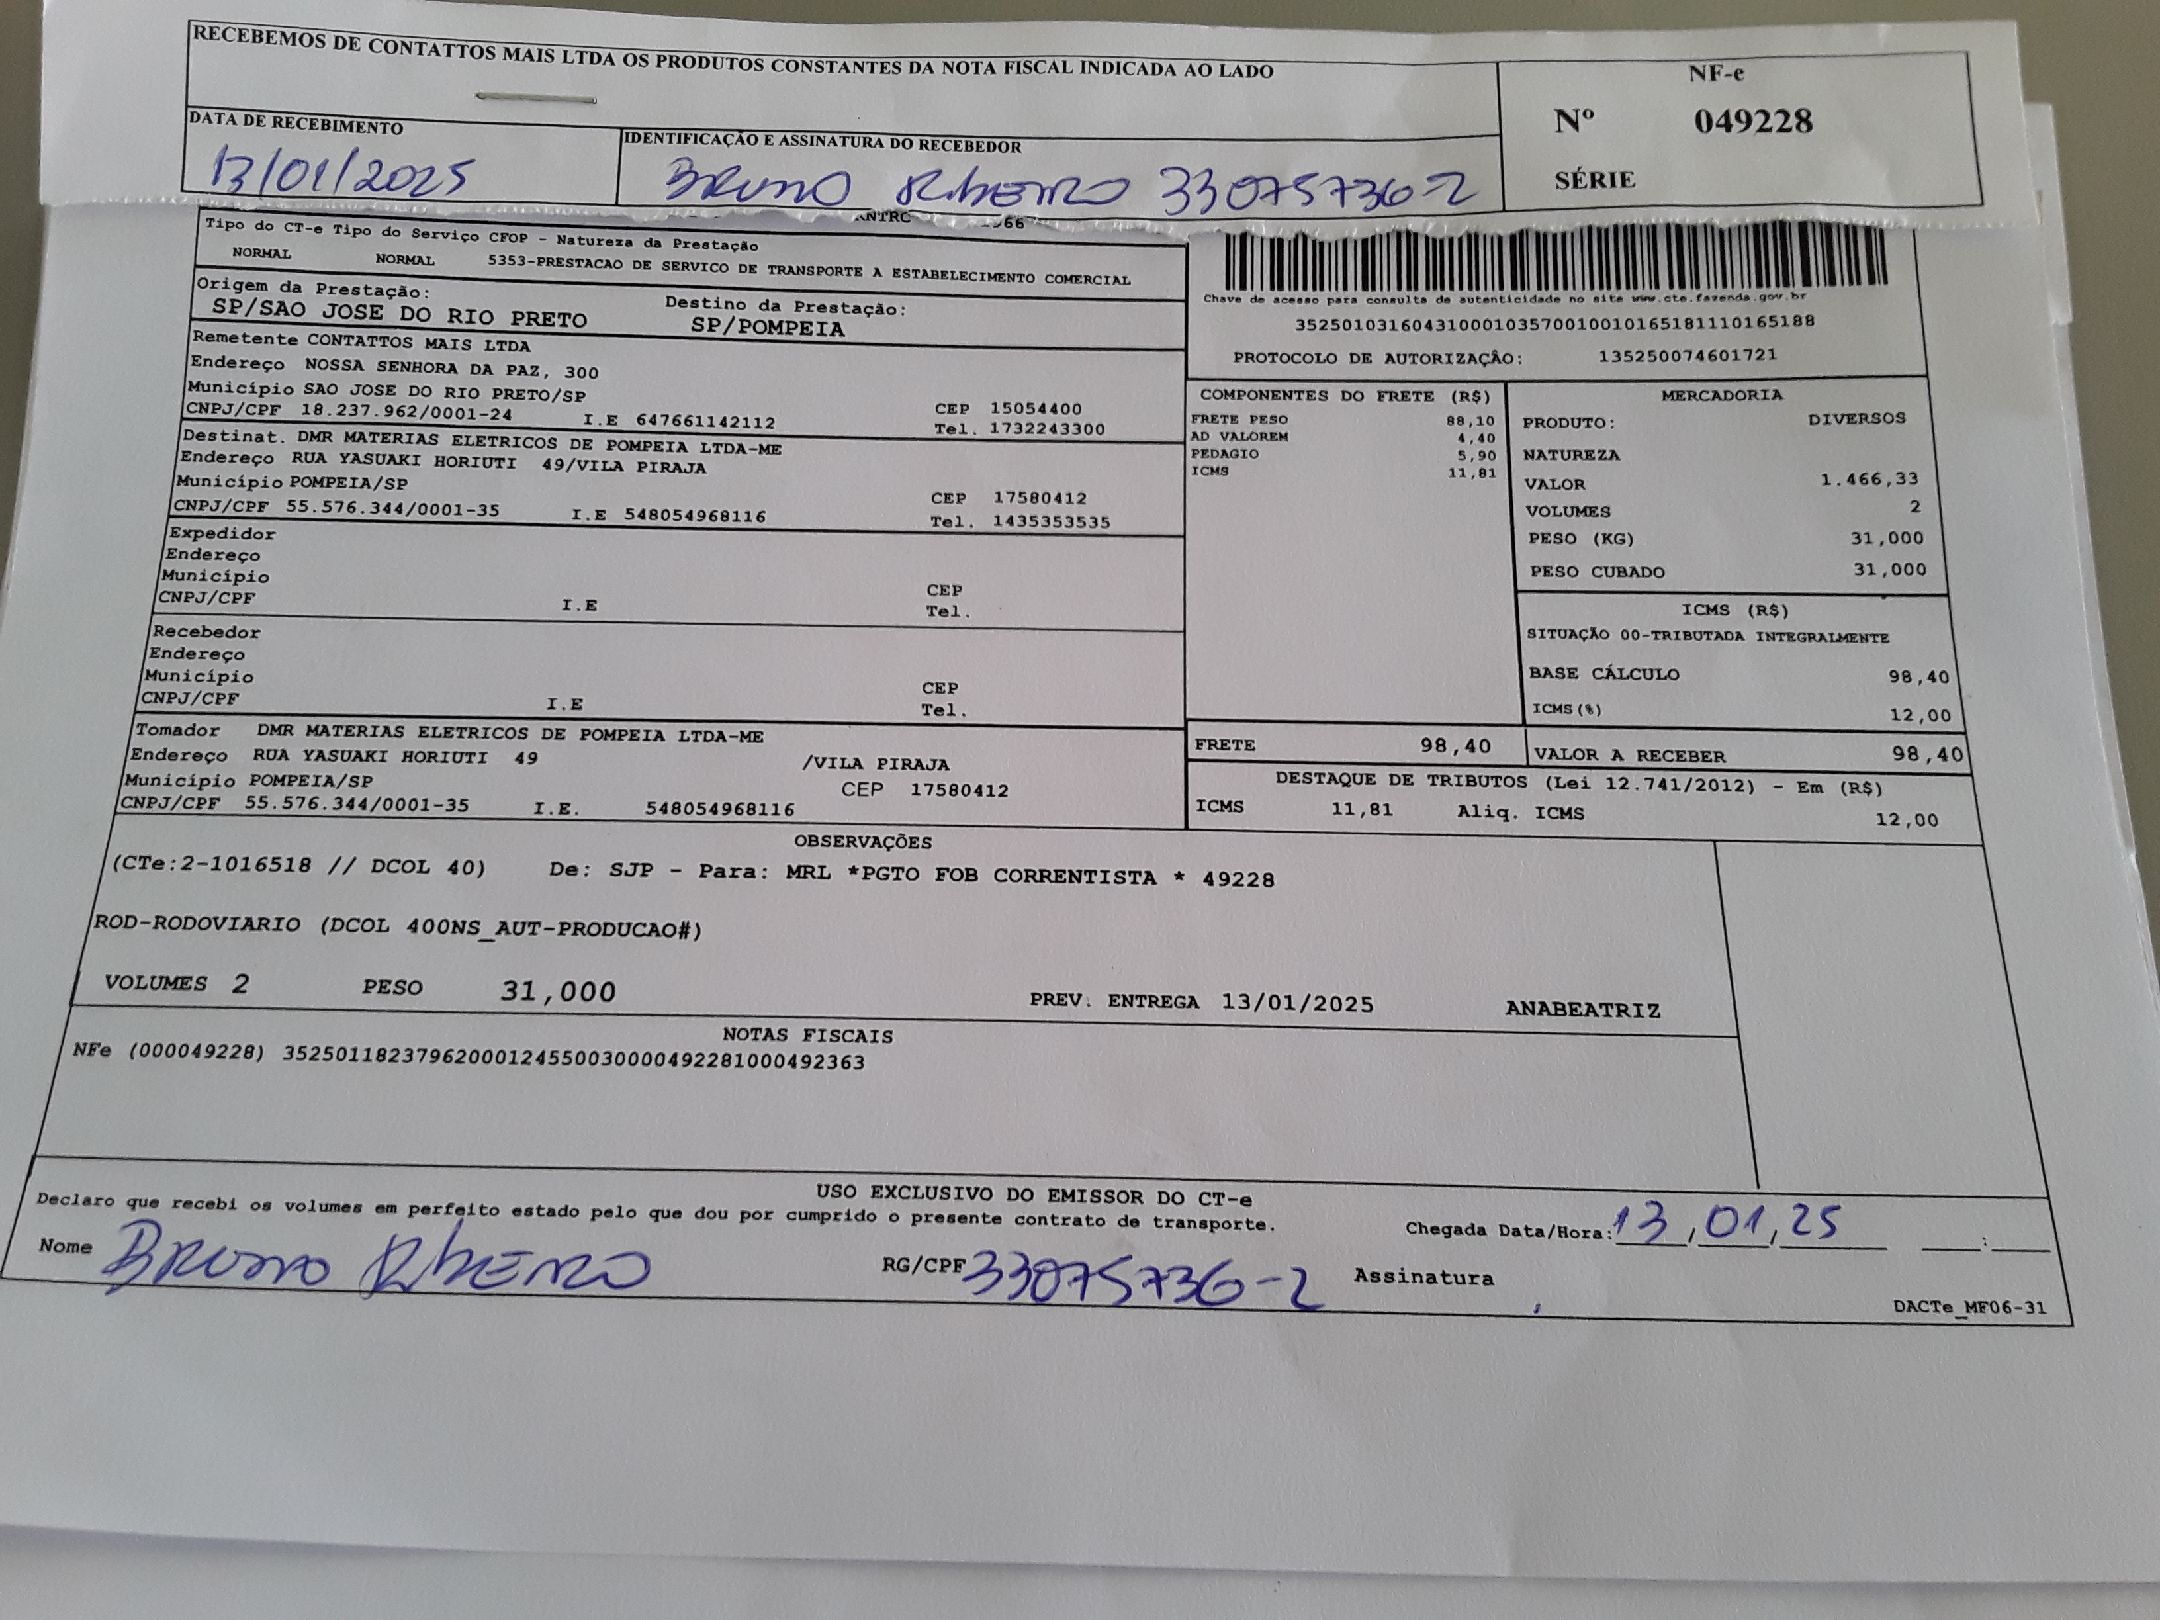 RECEBEMOS DE CONTATTOS MAIS LTDA OS PRODUTOS CONSTANTES DA NOTA FISCAL INDICADA AO LADO
NF-e
Nº 049228
SÉRIE
DATA DE RECEBIMENTO
13/01/2025
IDENTIFICAÇÃO E ASSINATURA DO RECEBEDOR
BRUNO RIBEIRO 33075736-2
Tipo do CT-e Tipo do Serviço CFOP - Natureza da Prestação
NORMAL NORMAL 5353-PRESTACAO DE SERVICO DE TRANSPORTE A ESTABELECIMENTO COMERCIAL
Origem da Prestação: Destino da Prestação:
SP/SAO JOSE DO RIO PRETO SP/POMPEIA
Chave de acesso para consulta de autenticidade no site www.cte.fazenda.gov.br
35250103160431000103570010010165181110165188
PROTOCOLO DE AUTORIZAÇÂO: 135250074601721
Remetente CONTATTOS MAIS LTDA
Endereço NOSSA SENHORA DA PAZ, 300
Município SAO JOSE DO RIO PRETO/SP CEP 15054400
CNPJ/CPF 18.237.962/0001-24 I.E 647661142112 Tel. 1732243300
Destinat. DMR MATERIAS ELETRICOS DE POMPEIA LTDA-ME
Endereço RUA YASUAKI HORIUTI 49/VILA PIRAJA
Município POMPEIA/SP CEP 17580412
CNPJ/CPF 55.576.344/0001-35 I.E 548054968116 Tel. 1435353535
Expedidor
Endereço
Município CEP
CNPJ/CPF I.E Tel.
Recebedor
Endereço
Município CEP
CNPJ/CPF I.E Tel.
Tomador DMR MATERIAS ELETRICOS DE POMPEIA LTDA-ME
Endereço RUA YASUAKI HORIUTI 49 /VILA PIRAJA
Município POMPEIA/SP CEP 17580412
CNPJ/CPF 55.576.344/0001-35 I.E. 548054968116
COMPONENTES DO FRETE (R$)
FRETE PESO 88,10
AD VALOREM 4,40
PEDAGIO 5,90
ICMS 11,81
MERCADORIA
PRODUTO: DIVERSOS
NATUREZA
VALOR 1.466,33
VOLUMES 2
PESO (KG) 31,000
PESO CUBADO 31,000
ICMS (R$)
SITUAÇÃO 00-TRIBUTADA INTEGRALMENTE
BASE CÁLCULO 98,40
ICMS(%) 12,00
FRETE 98,40 VALOR A RECEBER 98,40
DESTAQUE DE TRIBUTOS (Lei 12.741/2012) - Em (R$)
ICMS 11,81 Aliq. ICMS 12,00
OBSERVAÇÕES
(CTe:2-1016518 // DCOL 40) De: SJP - Para: MRL *PGTO FOB CORRENTISTA * 49228
ROD-RODOVIARIO (DCOL 400NS_AUT-PRODUCAO#)
VOLUMES 2 PESO 31,000 PREV. ENTREGA 13/01/2025 ANABEATRIZ
NOTAS FISCAIS
NFe (000049228) 35250118237962000124550030000492281000492363
USO EXCLUSIVO DO EMISSOR DO CT-e
Declaro que recebi os volumes em perfeito estado pelo que dou por cumprido o presente contrato de transporte. Chegada Data/Hora: 13,01,25 :
Nome BRUNO RIBEIRO RG/CPF 33075736-2 Assinatura
DACTe_MF06-31